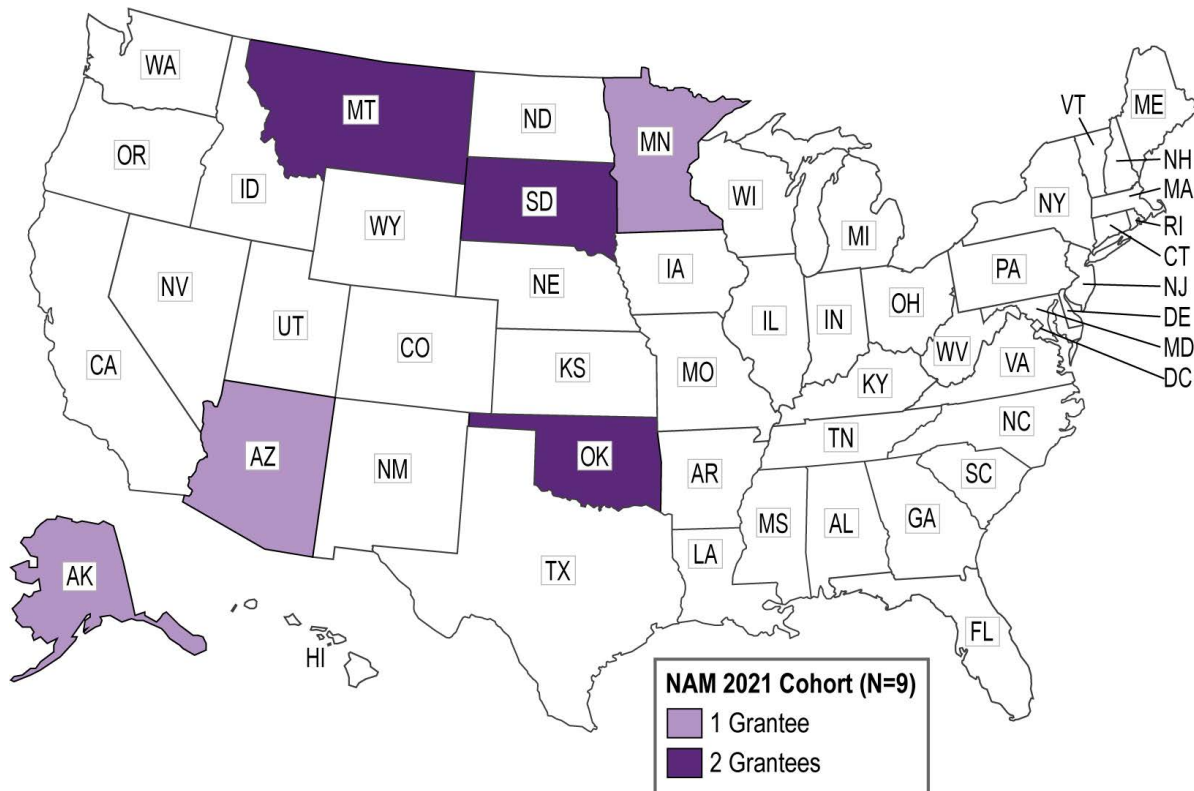 WA
MT
ND
MN
VT
ME
OR
ID
SD
WI
NH
MA
NY
WY
MI
RI
CT
IA
PA
NE
NJ
NV
OH
DE
UT
IL
IN
CO
MD
WV
CA
KS
MO
VA
DC
KY
NC
TN
AZ
OK
NM
AR
SC
MS
AL
GA
LA
AK
TX
FL
HI
NAM 2021 Cohort (N=9)
1 Grantee
2 Grantees